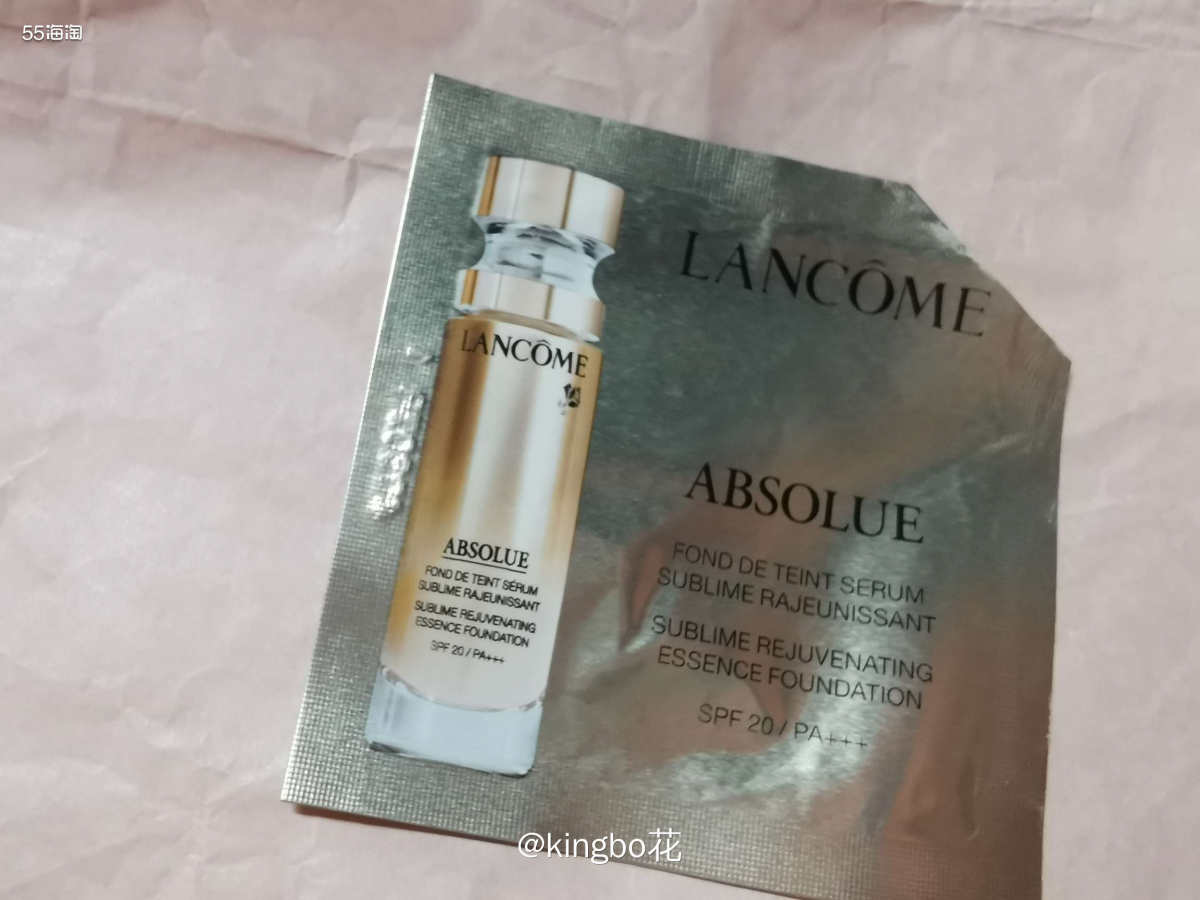 55海淘
LANCÔME
ABSOLUE
FOND DE TEINT SÉRUM
SUBLIME RAJEUNISSANT
SUBLIME REJUVENATING
ESSENCE FOUNDATION
SPF 20 / PA+++
LANCÔME
ABSOLUE
FOND DE TEINT SÉRUM
SUBLIME RAJEUNISSANT
SUBLIME REJUVENATING
ESSENCE FOUNDATION
SPF 20 / PA+++
@kingbo花